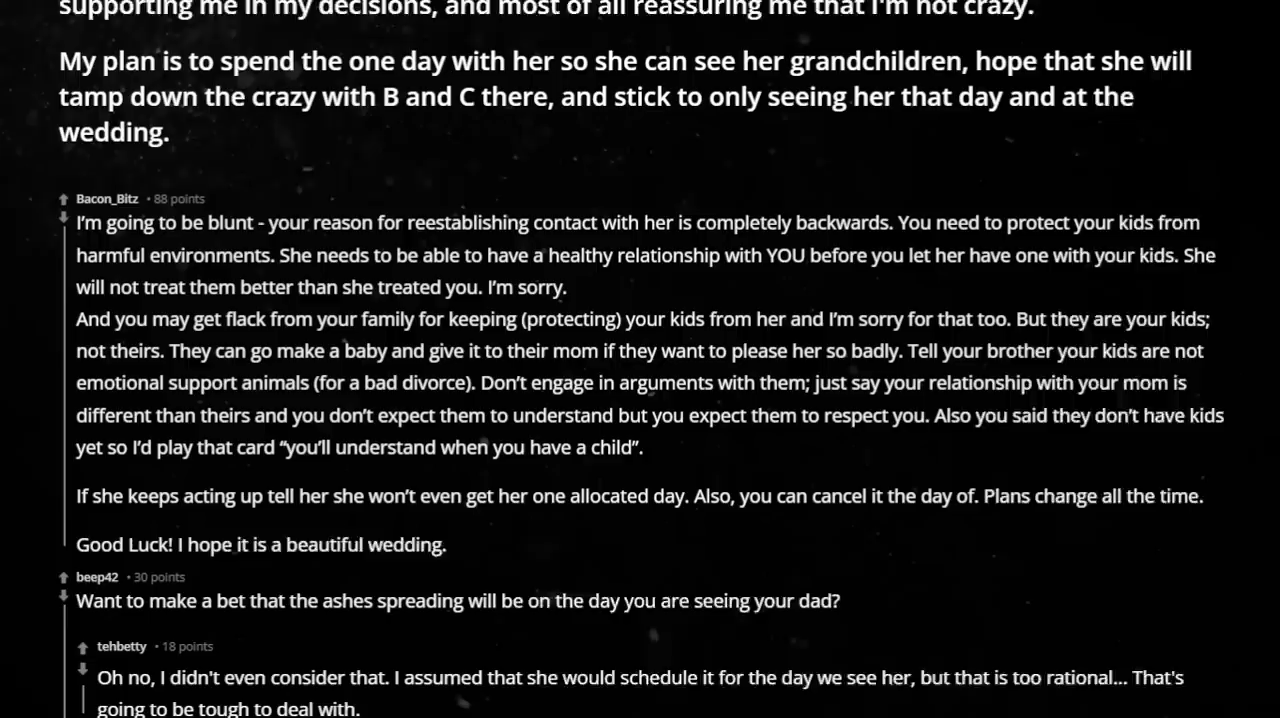 supporting me in my decisions, and most of all reassuring me that I'm not crazy.
My plan is to spend the one day with her so she can see her grandchildren, hope that she will
tamp down the crazy with B and C there, and stick to only seeing her that day and at the
wedding.
Bacon_Bitz • 88 points
I’m going to be blunt - your reason for reestablishing contact with her is completely backwards. You need to protect your kids from
harmful environments. She needs to be able to have a healthy relationship with YOU before you let her have one with your kids. She
will not treat them better than she treated you. I’m sorry.
And you may get flack from your family for keeping (protecting) your kids from her and I’m sorry for that too. But they are your kids;
not theirs. They can go make a baby and give it to their mom if they want to please her so badly. Tell your brother your kids are not
emotional support animals (for a bad divorce). Don’t engage in arguments with them; just say your relationship with your mom is
different than theirs and you don’t expect them to understand but you expect them to respect you. Also you said they don’t have kids
yet so I’d play that card “you’ll understand when you have a child”.
If she keeps acting up tell her she won’t even get her one allocated day. Also, you can cancel it the day of. Plans change all the time.
Good Luck! I hope it is a beautiful wedding.
beep42 • 30 points
Want to make a bet that the ashes spreading will be on the day you are seeing your dad?
tehbetty • 18 points
Oh no, I didn't even consider that. I assumed that she would schedule it for the day we see her, but that is too rational... That's
going to be tough to deal with.